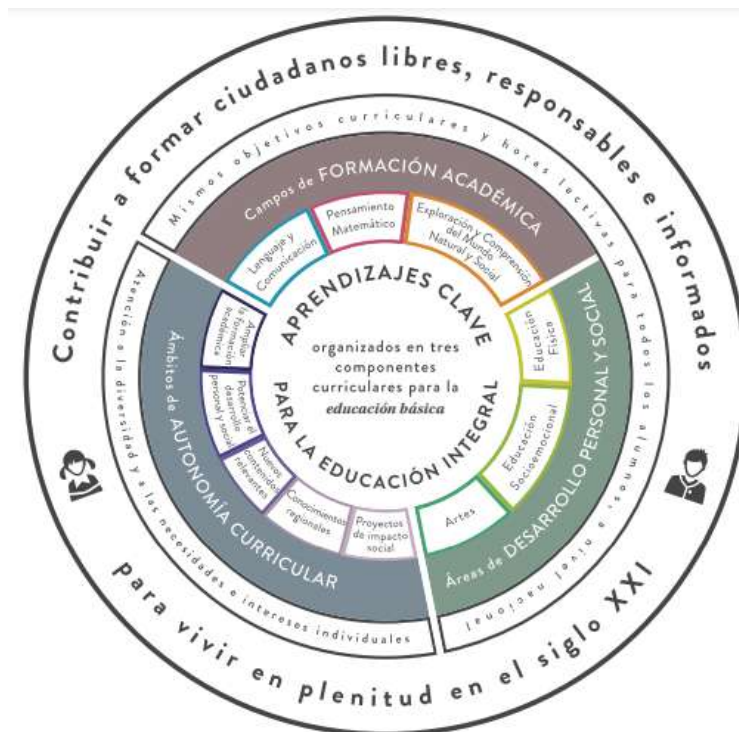 Contribuir a formar ciudadanos libres, responsables e informados
para vivir en plenitud en el siglo XXI
Mismos objetivos curriculares y horas lectivas para todos los alumnos, a nivel nacional
Atención a la diversidad y a las necesidades e intereses individuales
Campos de FORMACIÓN ACADÉMICA
Lenguaje y
Comunicación
Pensamiento
Matemático
Exploración y Comprensión
del Mundo
Natural y Social
Áreas de DESARROLLO PERSONAL Y SOCIAL
Educación
Física
Educación
Socioemocional
Artes
Ámbitos de AUTONOMÍA CURRICULAR
Ampliar
la formación
académica
Potenciar el
desarrollo
personal y social
Nuevos
contenidos
relevantes
Conocimientos
regionales
Proyectos
de impacto
social
APRENDIZAJES CLAVE
organizados en tres
componentes
curriculares para la
educación básica
PARA LA EDUCACIÓN INTEGRAL